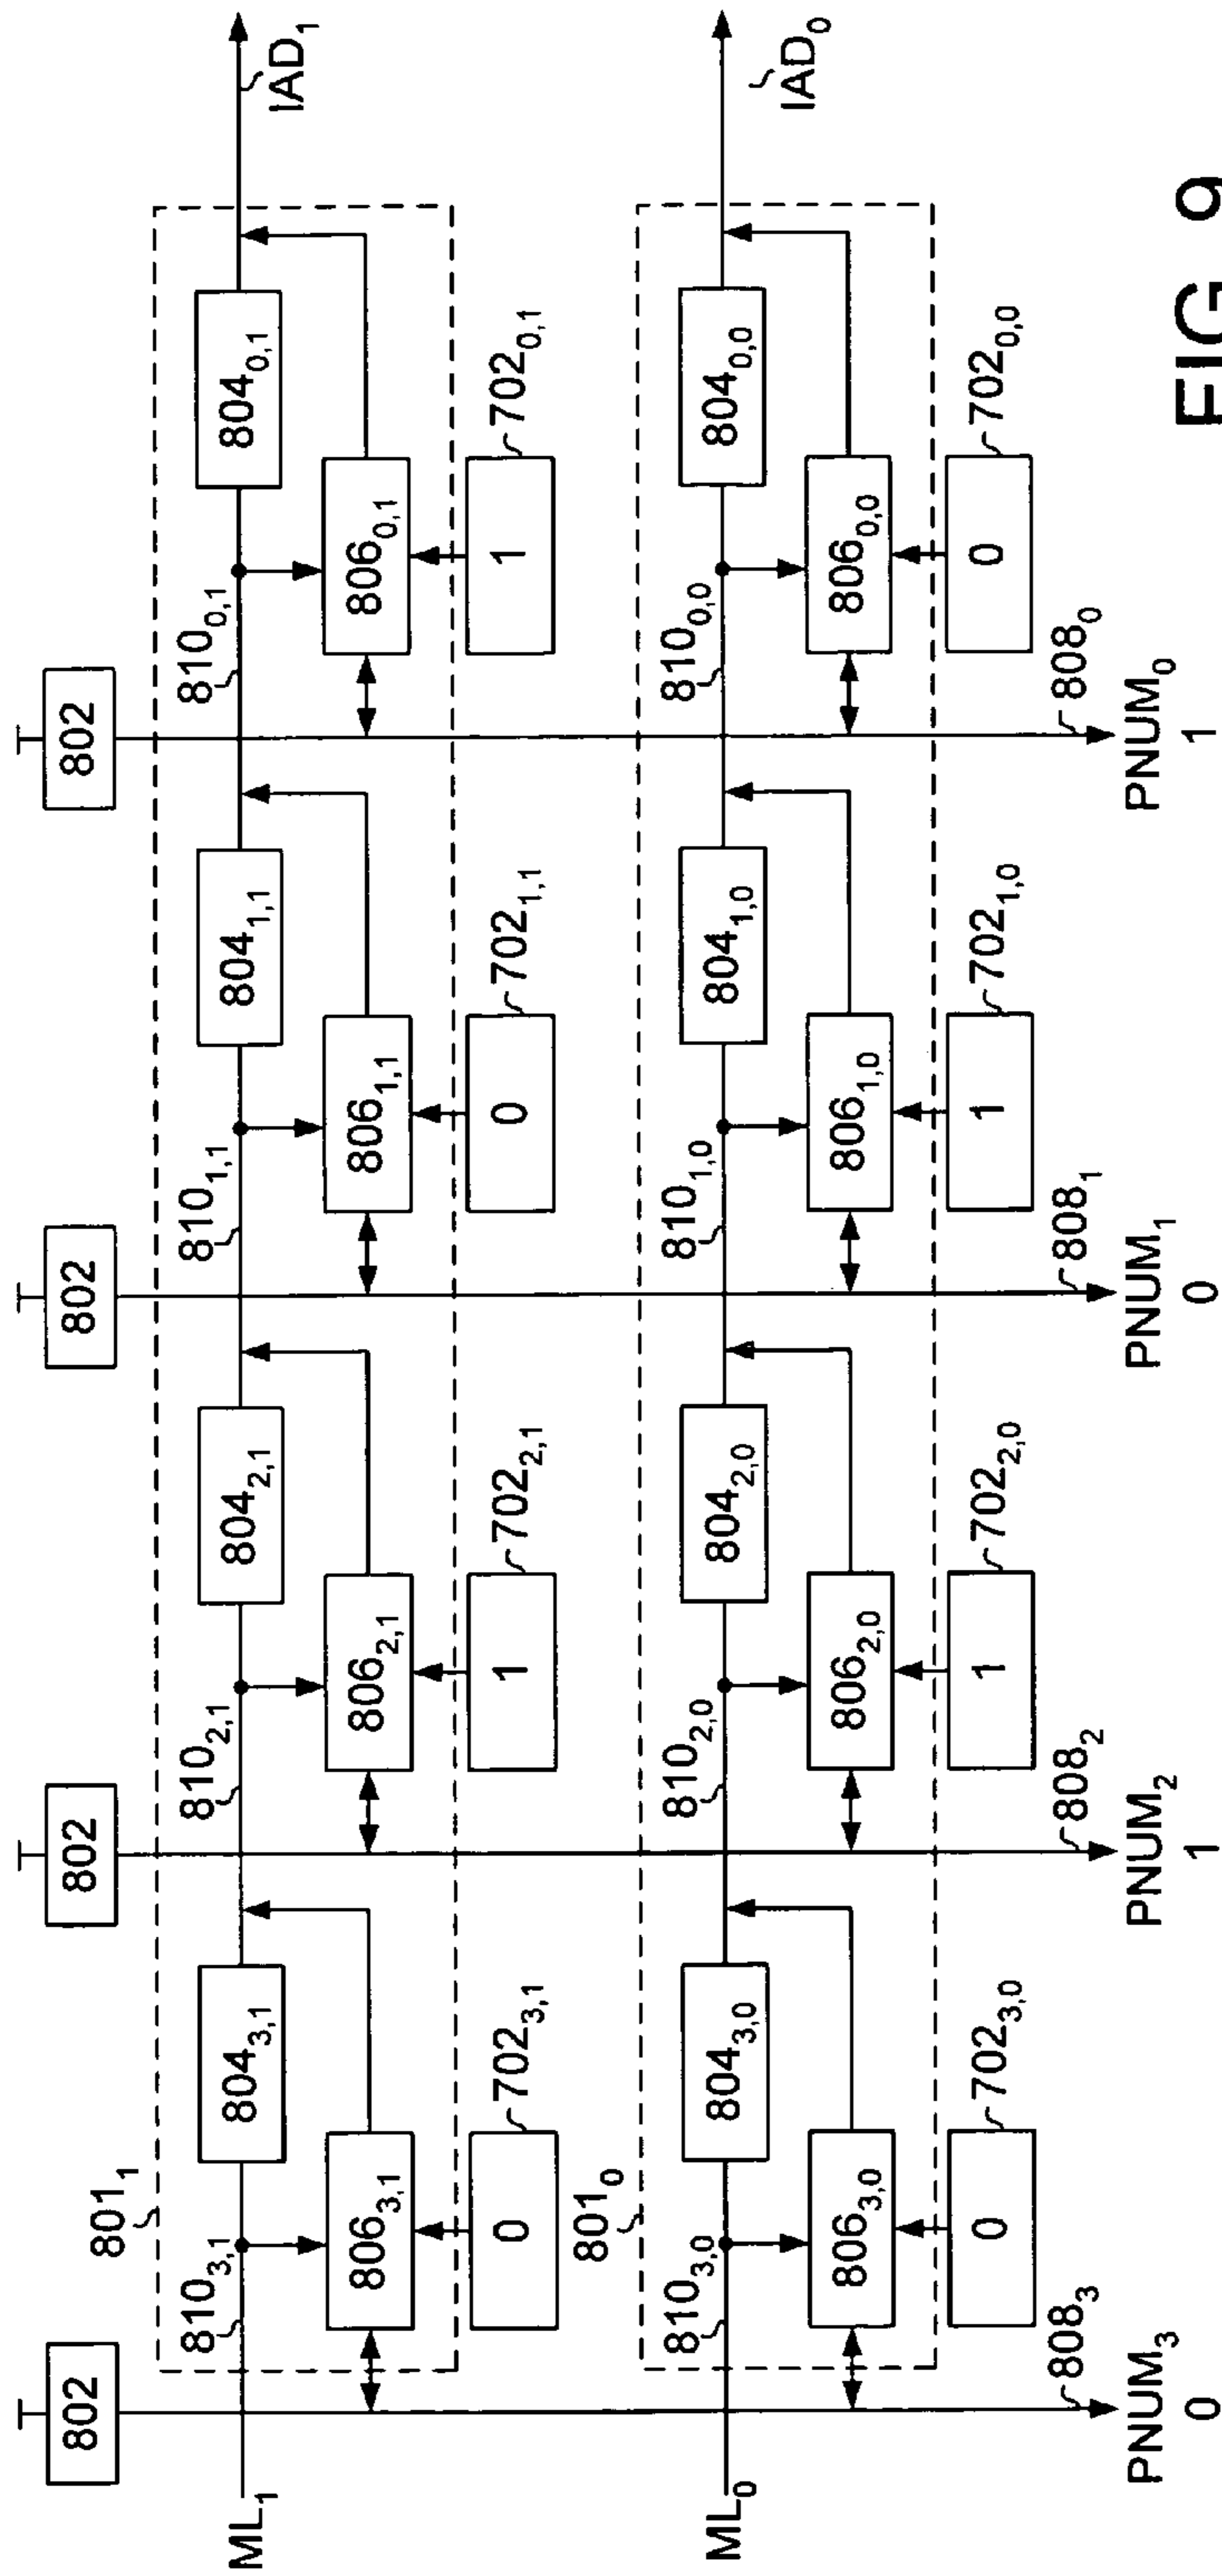 802 802 802 802
801₁
ML₁ 810₃,₁ 804₃,₁ 810₂,₁ 804₂,₁ 810₁,₁ 804₁,₁ 810₀,₁ 804₀,₁ IAD₁
806₃,₁ 806₂,₁ 806₁,₁ 806₀,₁
0 702₃,₁ 1 702₂,₁ 0 702₁,₁ 1 702₀,₁
801₀
ML₀ 810₃,₀ 804₃,₀ 810₂,₀ 804₂,₀ 810₁,₀ 804₁,₀ 810₀,₀ 804₀,₀ IAD₀
806₃,₀ 806₂,₀ 806₁,₀ 806₀,₀
0 702₃,₀ 1 702₂,₀ 1 702₁,₀ 0 702₀,₀
808₃ 808₂ 808₁ 808₀
PNUM₃ PNUM₂ PNUM₁ PNUM₀
0 1 0 1
FIG 9